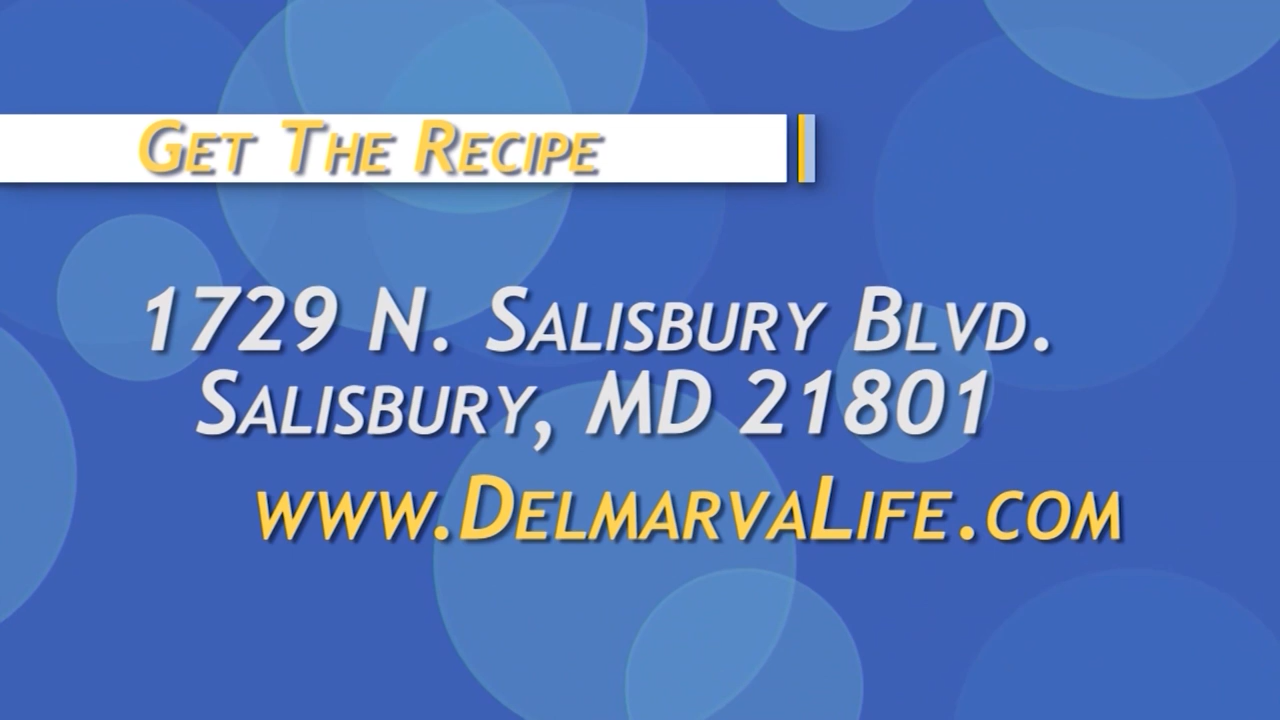 Get The Recipe
1729 N. Salisbury Blvd.
Salisbury, MD 21801
www.DelmarvaLife.com